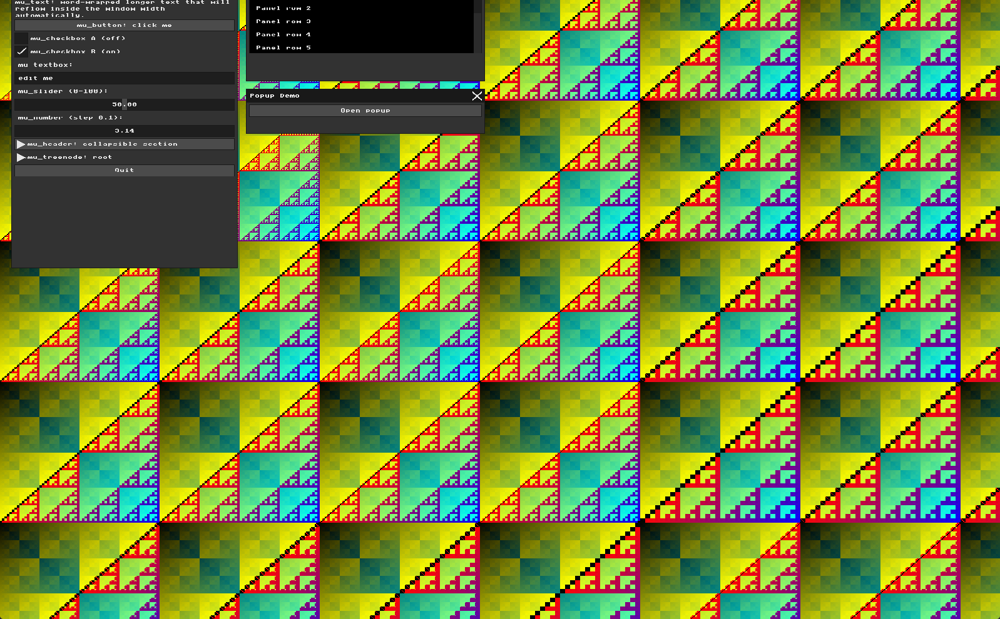 mu_text: word-wrapped longer text that will
reflow inside the window width
automatically.
mu_button: click me
mu_checkbox A (off)
mu_checkbox B (on)
mu_textbox:
edit me
mu_slider (0-100):
50.00
mu_number (step 0.1):
3.14
mu_header: collapsible section
mu_treenode: root
Quit
Panel row 2
Panel row 3
Panel row 4
Panel row 5
Popup Demo
Open popup